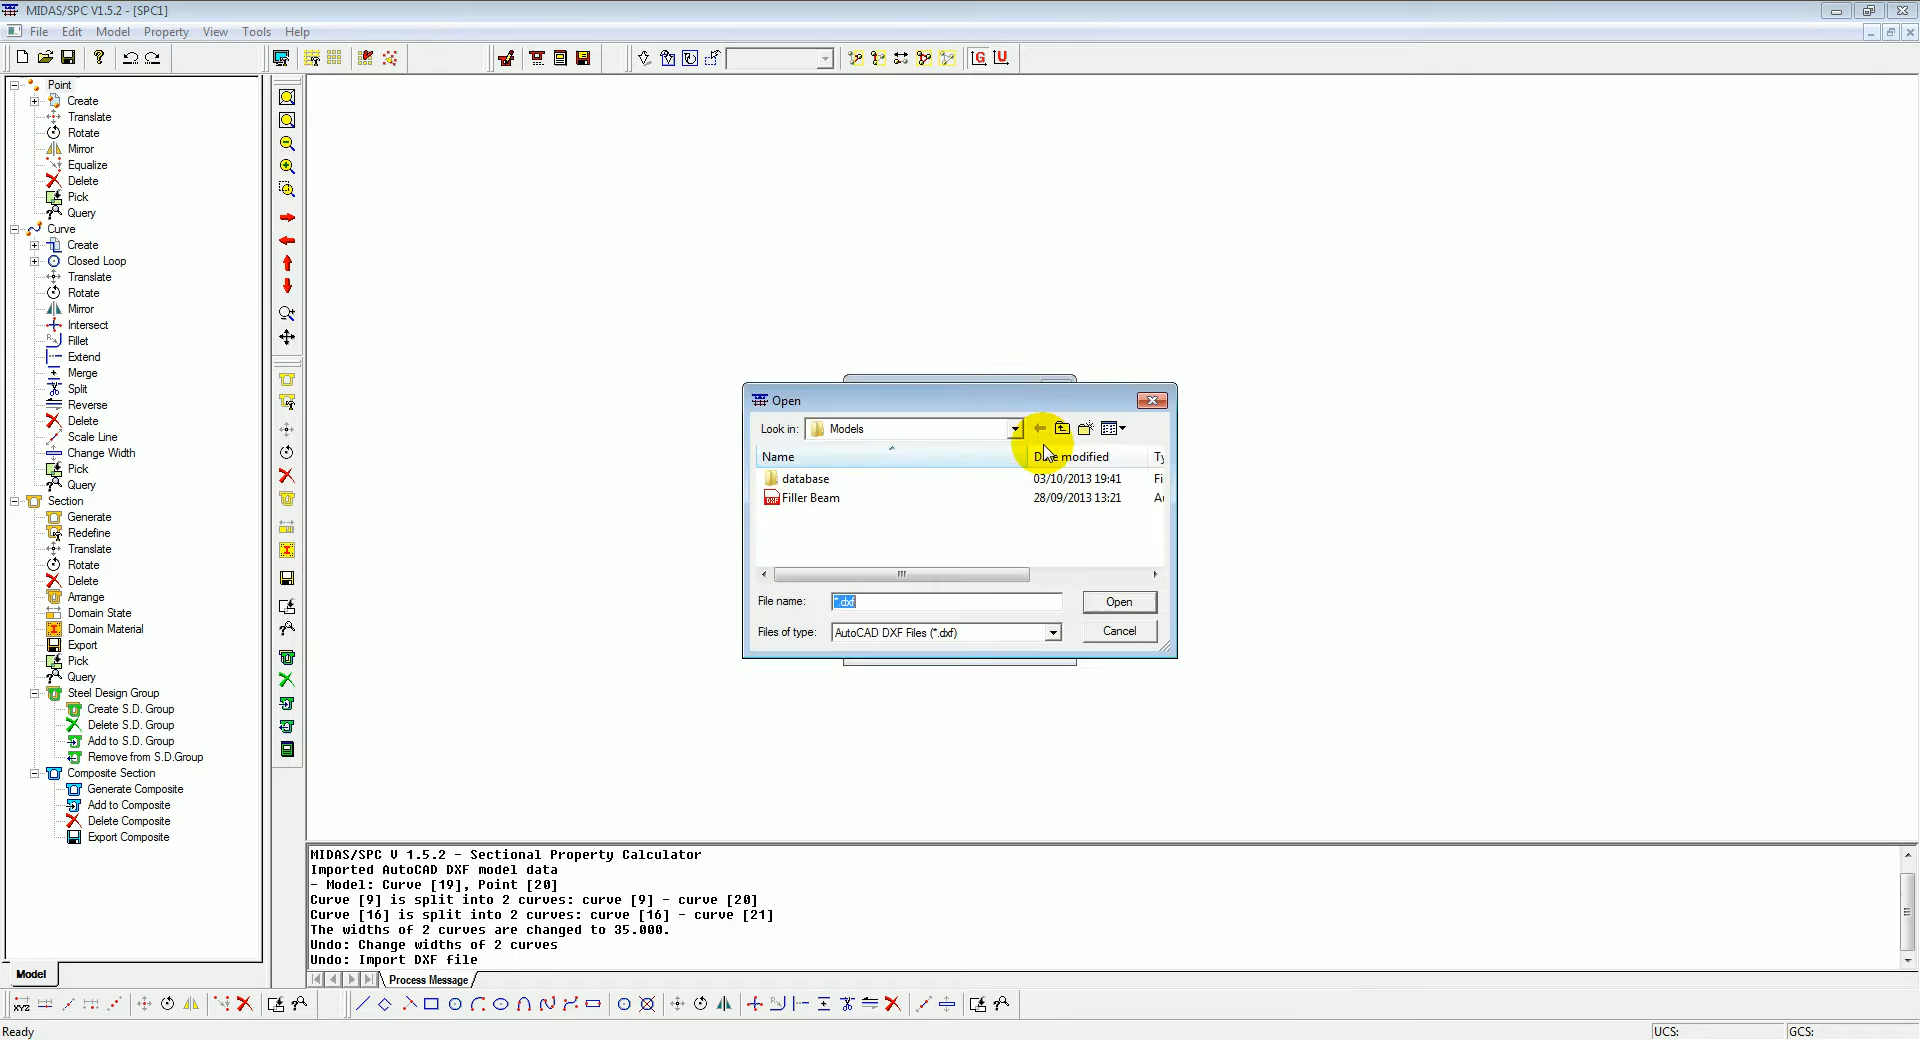 MIDAS/SPC V1.5.2 - [SPC1]
File Edit Model Property View Tools Help
Point
Create
Translate
Rotate
Mirror
Equalize
Delete
Pick
Query
Curve
Create
Closed Loop
Translate
Rotate
Mirror
Intersect
Fillet
Extend
Merge
Split
Reverse
Delete
Scale Line
Change Width
Pick
Query
Section
Generate
Redefine
Translate
Rotate
Delete
Arrange
Domain State
Domain Material
Export
Pick
Query
Steel Design Group
Create S.D. Group
Delete S.D. Group
Add to S.D. Group
Remove from S.D.Group
Composite Section
Generate Composite
Add to Composite
Delete Composite
Export Composite
Model
Open
Look in: Models
Name Date modified Ty
database 03/10/2013 19:41 Fi
Filler Beam 28/09/2013 13:21 Au
File name: *.dxf Open
Files of type: AutoCAD DXF Files (*.dxf) Cancel
MIDAS/SPC V 1.5.2 - Sectional Property Calculator
Imported AutoCAD DXF model data
- Model: Curve [19], Point [20]
Curve [9] is split into 2 curves: curve [9] - curve [20]
Curve [16] is split into 2 curves: curve [16] - curve [21]
The widths of 2 curves are changed to 35.000.
Undo: Change widths of 2 curves
Undo: Import DXF file
Process Message
Ready UCS: GCS: